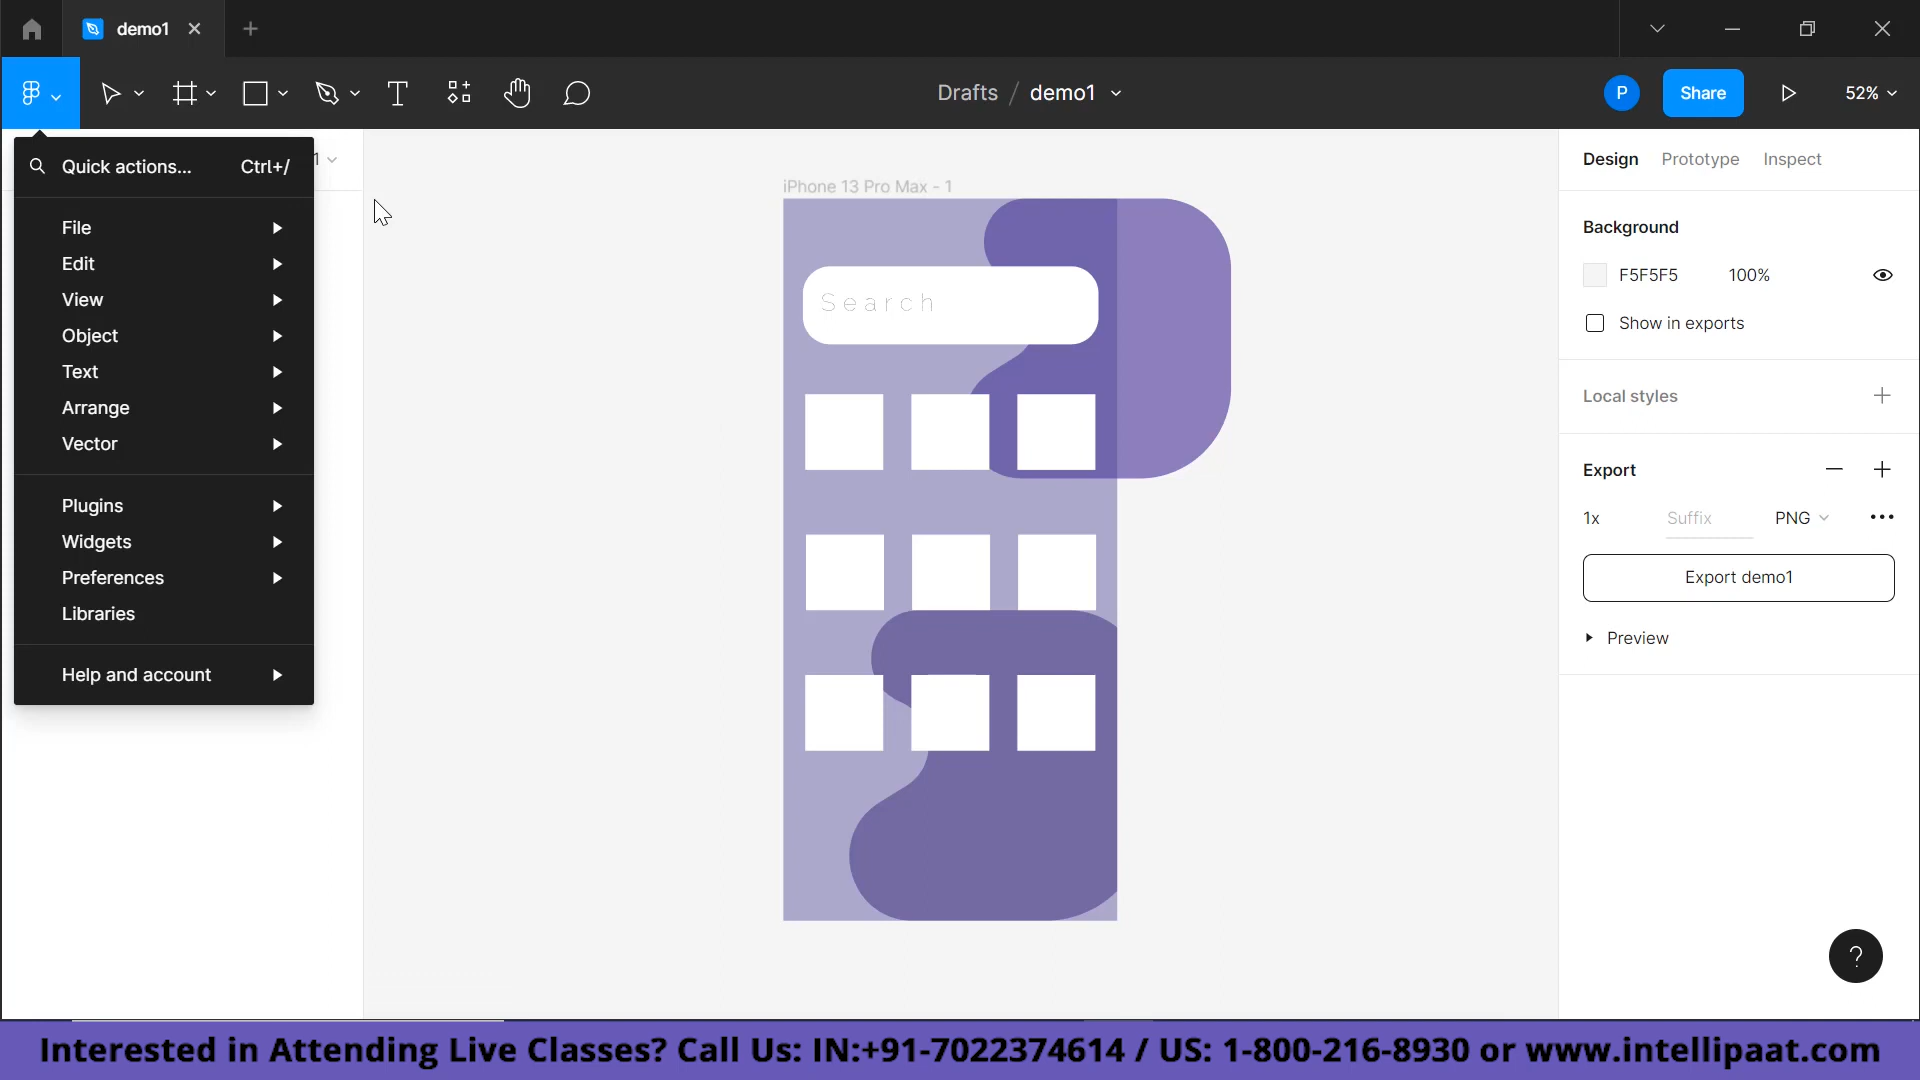 demo1
Drafts / demo1
P
Share
52%
Quick actions... Ctrl+/
1
File
Edit
View
Object
Text
Arrange
Vector
Plugins
Widgets
Preferences
Libraries
Help and account
iPhone 13 Pro Max - 1
Search
Design Prototype Inspect
Background
F5F5F5 100%
Show in exports
Local styles
Export
1x Suffix PNG
Export demo1
Preview
?
Interested in Attending Live Classes? Call Us: IN:+91-7022374614 / US: 1-800-216-8930 or www.intellipaat.com